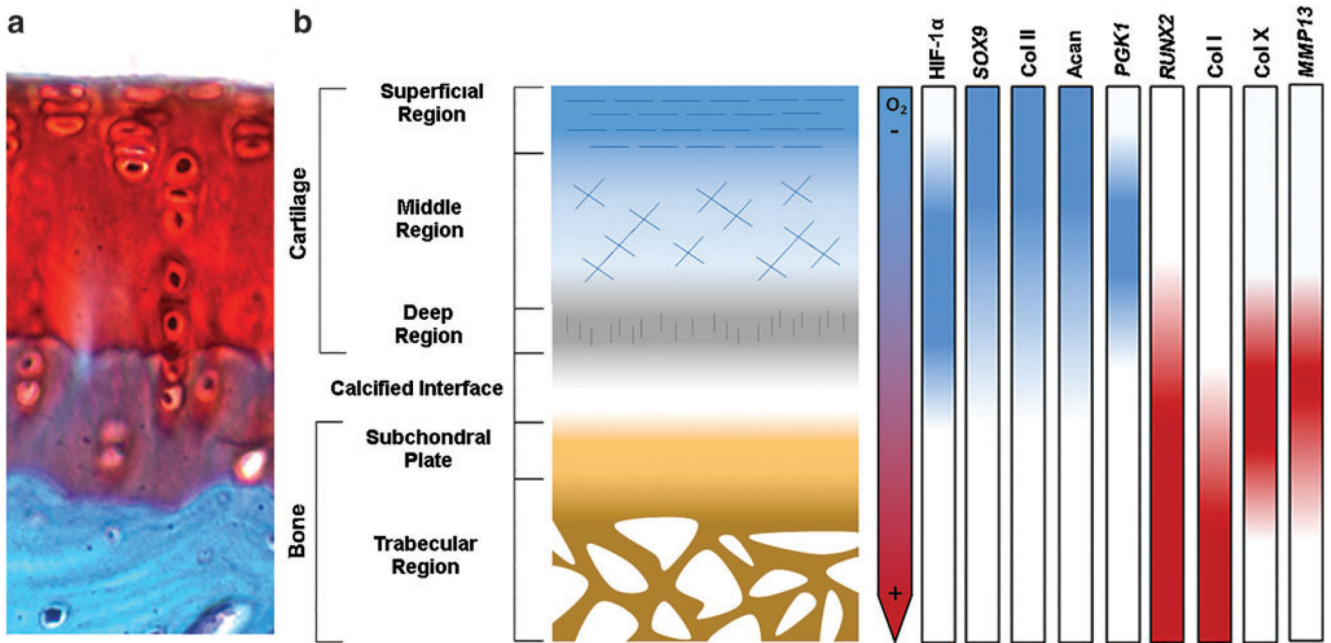 a
b
Cartilage
Bone
Superficial
Region
Middle
Region
Deep
Region
Calcified Interface
Subchondral
Plate
Trabecular
Region
O₂
-
+
HIF-1α
SOX9
Col II
Acan
PGK1
RUNX2
Col I
Col X
MMP13